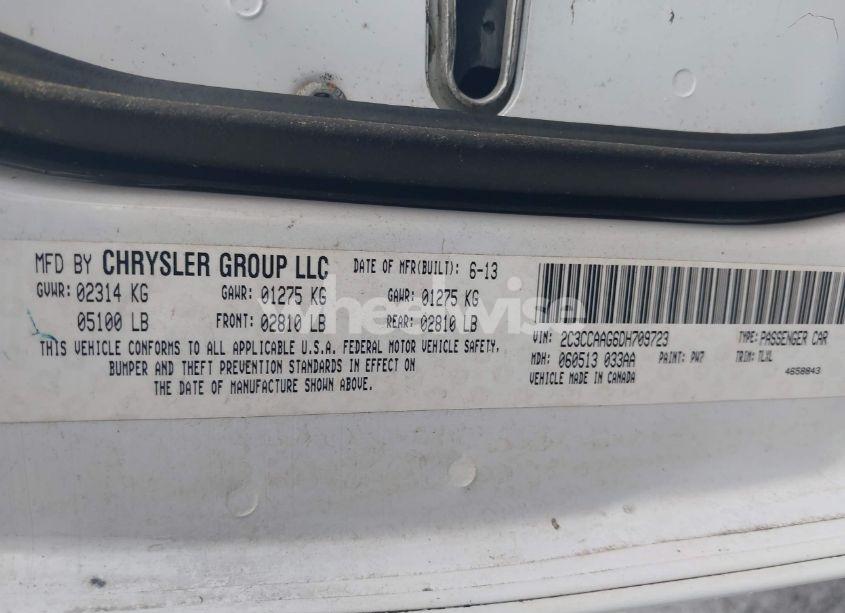 MFD BY CHRYSLER GROUP LLC DATE OF MFR(BUILT): 6-13
GVWR: 02314 KG GAWR: 01275 KG GAWR: 01275 KG
05100 LB FRONT: 02810 LB REAR: 02810 LB
THIS VEHICLE CONFORMS TO ALL APPLICABLE U.S.A. FEDERAL MOTOR VEHICLE SAFETY,
BUMPER AND THEFT PREVENTION STANDARDS IN EFFECT ON
THE DATE OF MANUFACTURE SHOWN ABOVE.
VIN: 2C3CCAAG6DH709723 TYPE: PASSENGER CAR
MDH: 060513 033AA PAINT: PW7 TRIM: TLXL
VEHICLE MADE IN CANADA 4658843
wheelwise